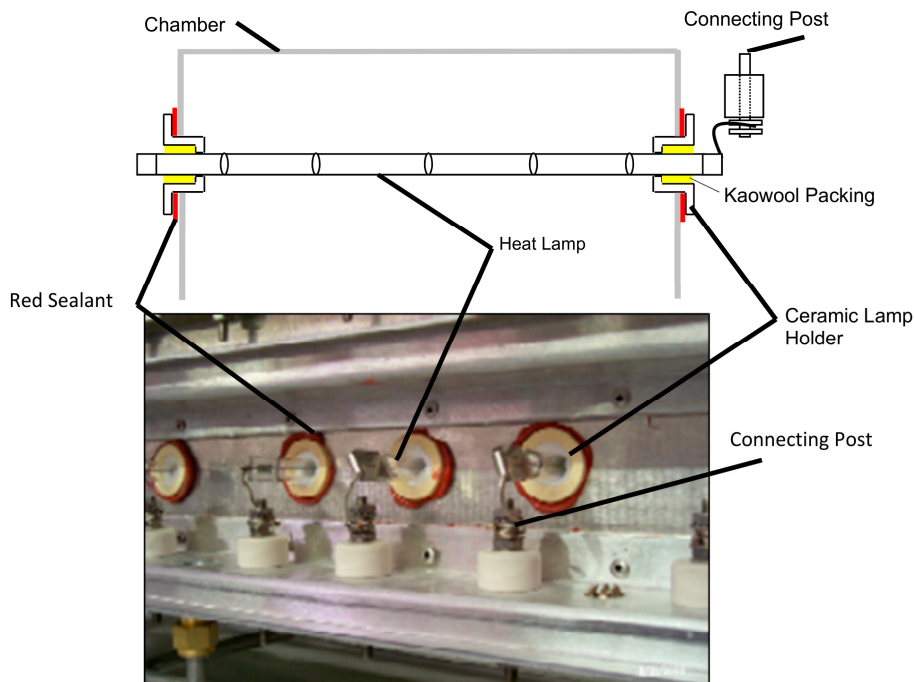 Chamber
Connecting Post
Kaowool Packing
Heat Lamp
Red Sealant
Ceramic Lamp
Holder
Connecting Post